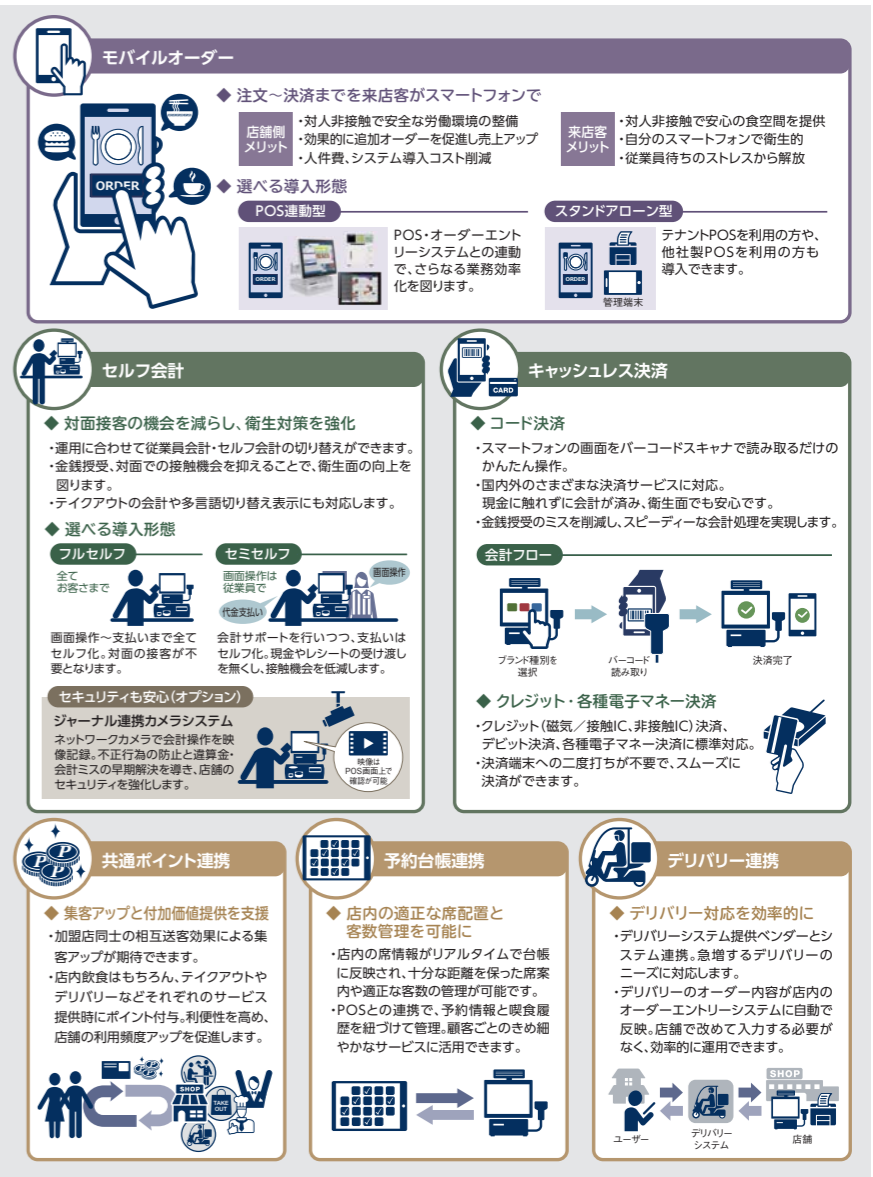 モバイルオーダー
◆ 注文～決済までを来店客がスマートフォンで
店舗側
メリット
・対人非接触で安全な労働環境の整備
・効果的に追加オーダーを促進し売上アップ
・人件費、システム導入コスト削減
来店客
メリット
・対人非接触で安心の食空間を提供
・自分のスマートフォンで衛生的
・従業員待ちのストレスから解放
ORDER
◆ 選べる導入形態
POS連動型
ORDER
POS・オーダーエント
リーシステムとの連動
で、さらなる業務効率
化を図ります。
スタンドアローン型
ORDER
管理端末
テナントPOSを利用の方や、
他社製POSを利用の方も
導入できます。
セルフ会計
◆ 対面接客の機会を減らし、衛生対策を強化
・運用に合わせて従業員会計・セルフ会計の切り替えができます。
・金銭授受、対面での接触機会を抑えることで、衛生面の向上を
図ります。
・テイクアウトの会計や多言語切り替え表示にも対応します。
◆ 選べる導入形態
フルセルフ
全て
お客さまで
画面操作～支払いまで全て
セルフ化。対面の接客が不
要となります。
セミセルフ
画面操作は
従業員で
代金支払い
画面操作
会計サポートを行いつつ、支払いは
セルフ化。現金やレシートの受け渡し
を無くし、接触機会を低減します。
セキュリティも安心(オプション)
ジャーナル連携カメラシステム
ネットワークカメラで会計操作を映
像記録。不正行為の防止と違算金・
会計ミスの早期解決を導き、店舗の
セキュリティを強化します。
映像は
POS画面上で
確認が可能
キャッシュレス決済
CARD
◆ コード決済
・スマートフォンの画面をバーコードスキャナで読み取るだけの
かんたん操作。
・国内外のさまざまな決済サービスに対応。
現金に触れずに会計が済み、衛生面でも安心です。
・金銭授受のミスを削減し、スピーディーな会計処理を実現します。
会計フロー
ブランド種別を
選択
バーコード
読み取り
決済完了
◆ クレジット・各種電子マネー決済
・クレジット(磁気／接触IC、非接触IC)決済、
デビット決済、各種電子マネー決済に標準対応。
・決済端末への二度打ちが不要で、スムーズに
決済ができます。
P
P
P
共通ポイント連携
◆ 集客アップと付加価値提供を支援
・加盟店同士の相互送客効果による集
客アップが期待できます。
・店内飲食はもちろん、テイクアウトや
デリバリーなどそれぞれのサービス
提供時にポイント付与。利便性を高め、
店舗の利用頻度アップを促進します。
SHOP
TAKE
OUT
予約台帳連携
◆ 店内の適正な席配置と
客数管理を可能に
・店内の席情報がリアルタイムで台帳
に反映され、十分な距離を保った席案
内や適正な客数の管理が可能です。
・POSとの連携で、予約情報と喫食履
歴を紐づけて管理。顧客ごとのきめ細
やかなサービスに活用できます。
デリバリー連携
◆ デリバリー対応を効率的に
・デリバリーシステム提供ベンダーとシ
ステム連携。急増するデリバリーの
ニーズに対応します。
・デリバリーのオーダー内容が店内の
オーダーエントリーシステムに自動で
反映。店舗で改めて入力する必要が
なく、効率的に運用できます。
SHOP
ユーザー
デリバリー
システム
店舗